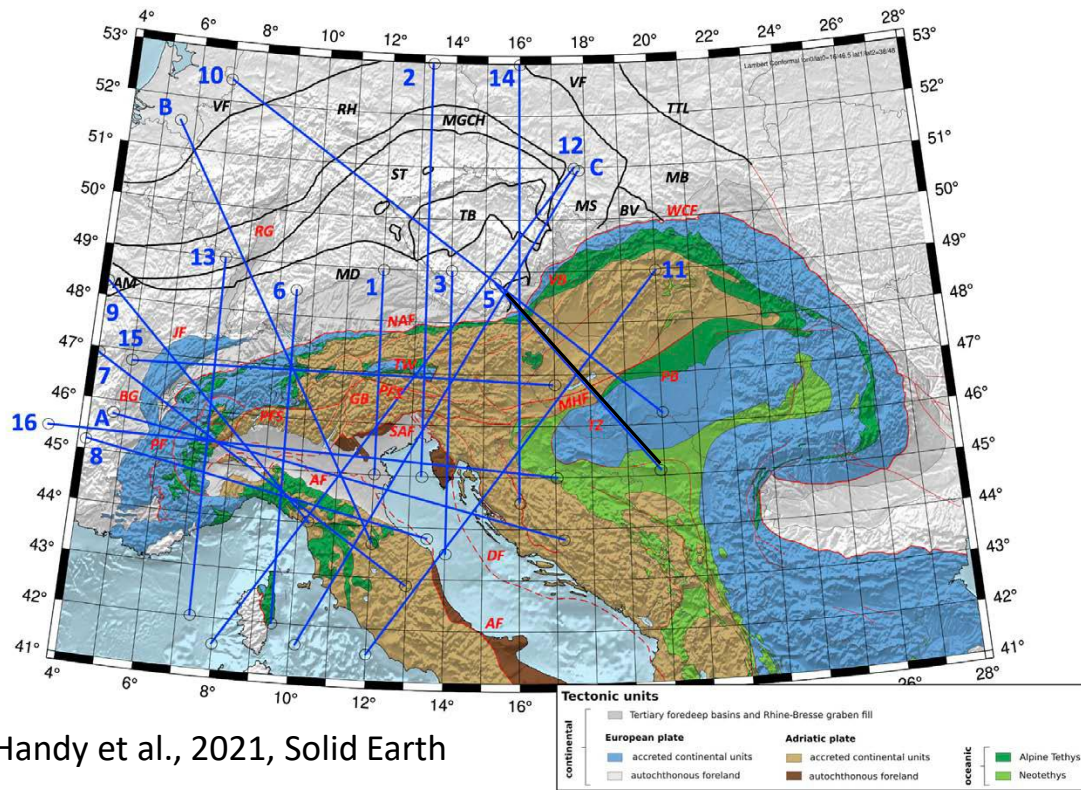 4° 6° 8° 10° 12° 14° 16° 18° 20° 22° 24° 26° 28°
53° 53°
Lambert Conformal
52° 52°
51° 51°
50° 50°
49° 49°
48° 48°
47° 47°
46° 46°
45° 45°
44° 44°
43° 43°
42° 42°
41° 41°
4° 6° 8° 10° 12° 14° 16° 26° 28°
10 2 14 VF TTL
B VF RH MGCH 12 C
ST TB MS BV MB WCF
RG 13 6 MD 1 3 5 VB 11
AM 9 JF NAF
15 7 TW PB
BG GB PFS MHF
16 A PFS SAF TZ
8 PF AF
DF
AF
Tectonic units
continental
Tertiary foredeep basins and Rhine-Bresse graben fill
European plate Adriatic plate
accreted continental units accreted continental units
autochthonous foreland autochthonous foreland
oceanic
Alpine Tethys
Neotethys
Handy et al., 2021, Solid Earth